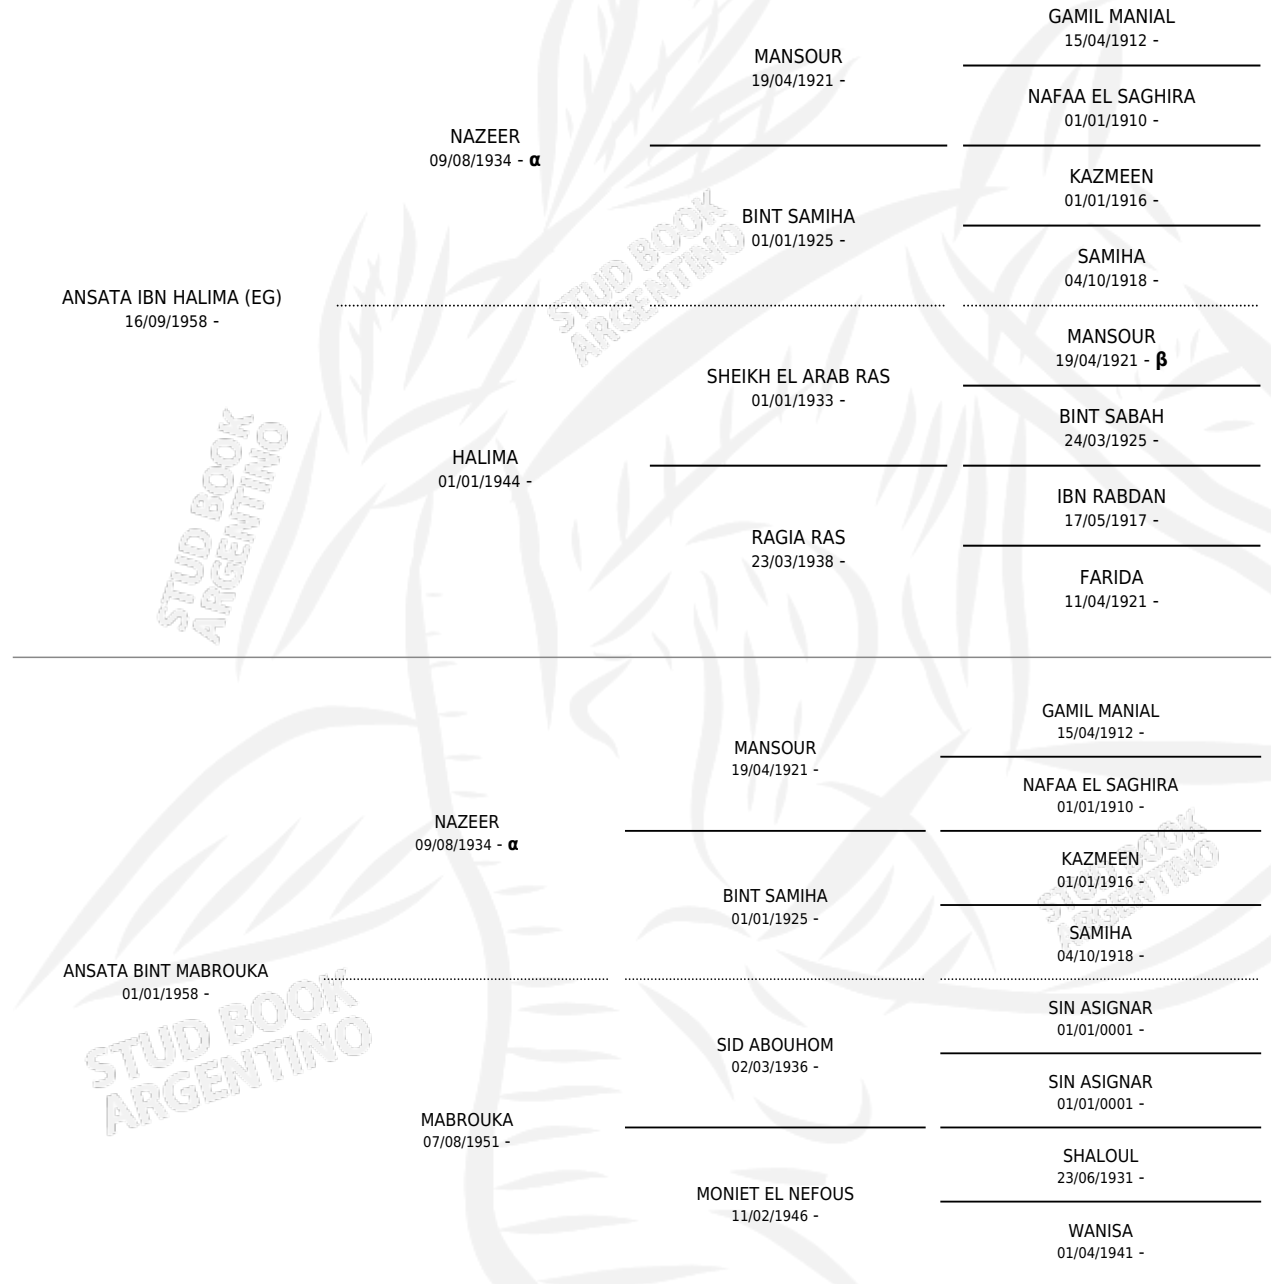 GAMIL MANIAL
15/04/1912 -
MANSOUR
19/04/1921 -
NAFAA EL SAGHIRA
01/01/1910 -
NAZEER
09/08/1934 - α
KAZMEEN
01/01/1916 -
BINT SAMIHA
01/01/1925 -
SAMIHA
04/10/1918 -
ANSATA IBN HALIMA (EG)
16/09/1958 -
MANSOUR
19/04/1921 - β
SHEIKH EL ARAB RAS
01/01/1933 -
BINT SABAH
24/03/1925 -
HALIMA
01/01/1944 -
IBN RABDAN
17/05/1917 -
RAGIA RAS
23/03/1938 -
FARIDA
11/04/1921 -
STUD BOOK
ARGENTINO
STUD BOOK
ARGENTINO
GAMIL MANIAL
15/04/1912 -
MANSOUR
19/04/1921 -
NAFAA EL SAGHIRA
01/01/1910 -
NAZEER
09/08/1934 - α
KAZMEEN
01/01/1916 -
BINT SAMIHA
01/01/1925 -
SAMIHA
04/10/1918 -
ANSATA BINT MABROUKA
01/01/1958 -
SIN ASIGNAR
01/01/0001 -
SID ABOUHOM
02/03/1936 -
SIN ASIGNAR
01/01/0001 -
MABROUKA
07/08/1951 -
SHALOUL
23/06/1931 -
MONIET EL NEFOUS
11/02/1946 -
WANISA
01/04/1941 -
STUD BOOK
ARGENTINO
STUD BOOK
ARGENTINO